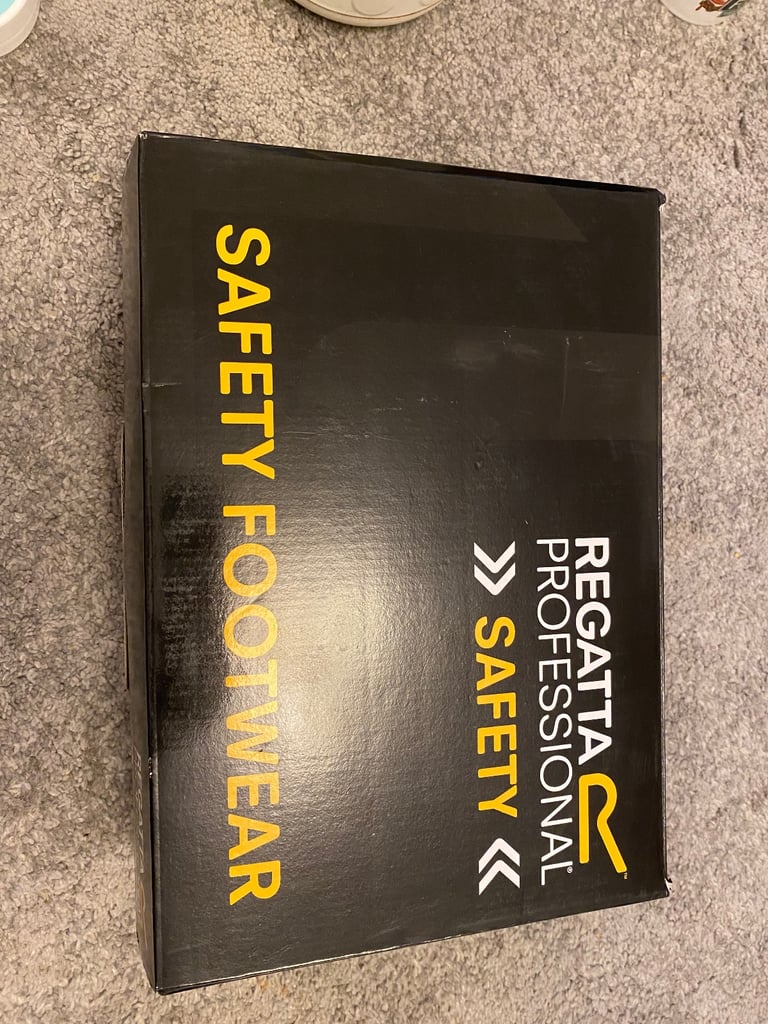 REGATTA
PROFESSIONAL®
>> SAFETY <<
SAFETY FOOTWEAR